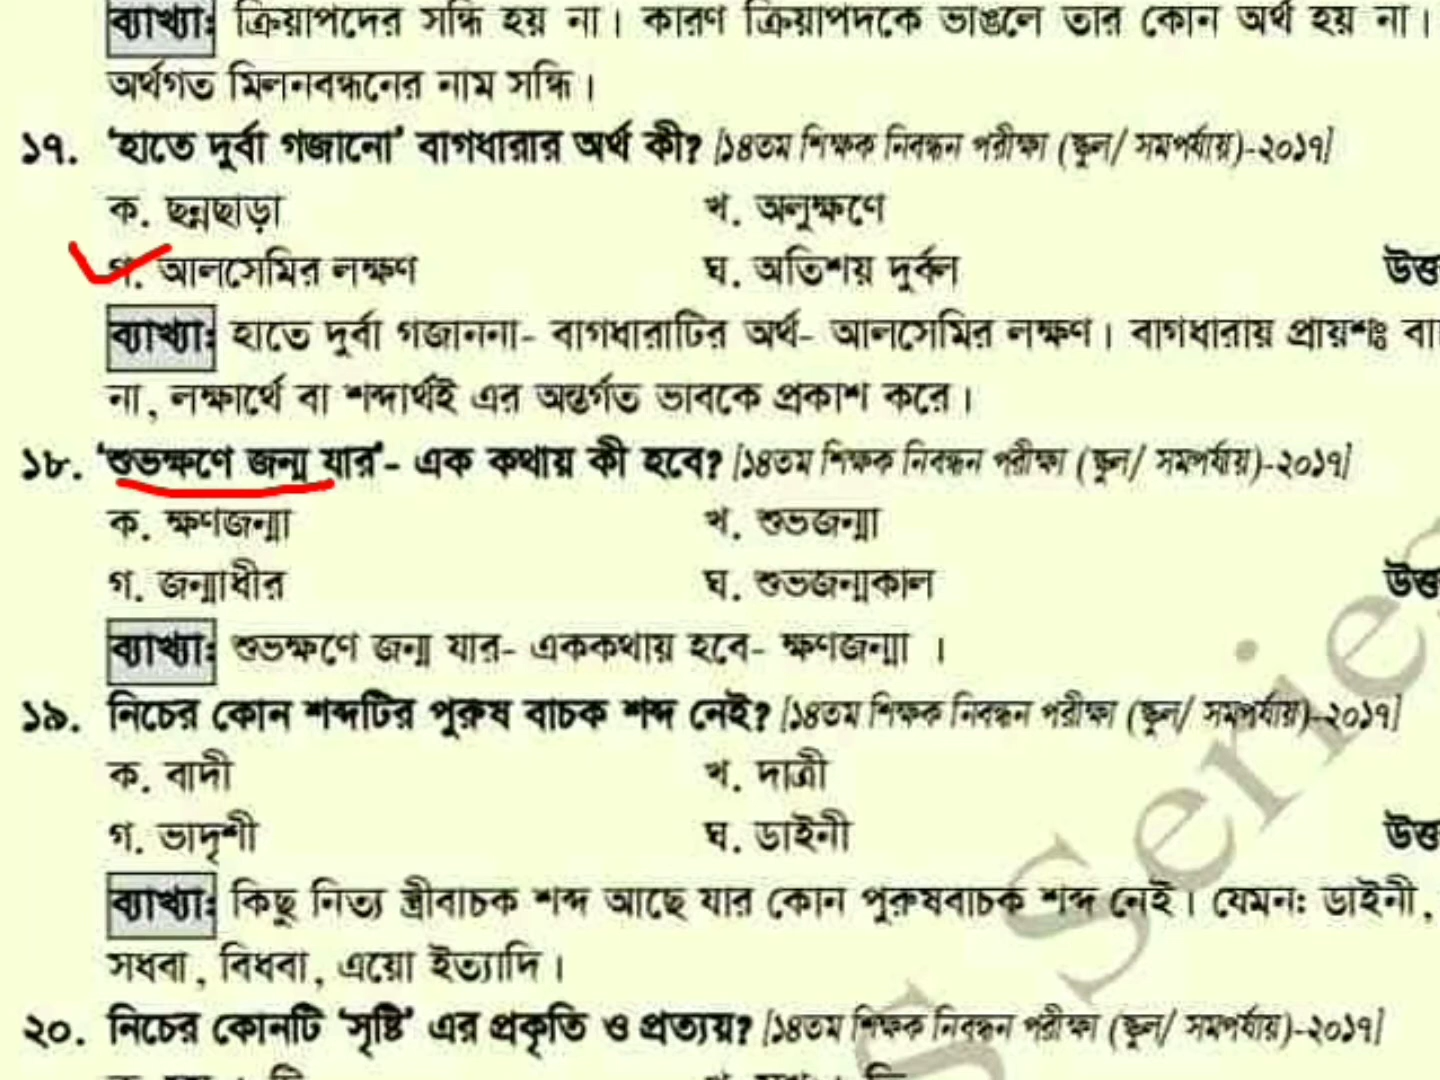 ব্যাখ্যা: ক্রিয়াপদের সন্ধি হয় না। কারণ ক্রিয়াপদকে ভাঙলে তার কোন অর্থ হয় না।
অর্থগত মিলনবন্ধনের নাম সন্ধি।
১৭. ‘হাতে দুর্বা গজানো’ বাগধারার অর্থ কী? [১৪তম শিক্ষক নিবন্ধন পরীক্ষা (স্কুল/ সমপর্যায়)-২০১৭]
ক. ছন্নছাড়া খ. অলুক্ষণে
গ. আলসেমির লক্ষণ ঘ. অতিশয় দুর্বল উত্ত
ব্যাখ্যা: হাতে দুর্বা গজাননা- বাগধারাটির অর্থ- আলসেমির লক্ষণ। বাগধারায় প্রায়শঃ বা
না, লক্ষার্থে বা শব্দার্থই এর অন্তর্গত ভাবকে প্রকাশ করে।
১৮. ‘শুভক্ষণে জন্ম যার’- এক কথায় কী হবে? [১৪তম শিক্ষক নিবন্ধন পরীক্ষা (স্কুল/ সমপর্যায়)-২০১৭]
ক. ক্ষণজন্মা খ. শুভজন্মা
গ. জন্মাধীর ঘ. শুভজন্মকাল উত্ত
ব্যাখ্যা: শুভক্ষণে জন্ম যার- এককথায় হবে- ক্ষণজন্মা ।
১৯. নিচের কোন শব্দটির পুরুষ বাচক শব্দ নেই? [১৪তম শিক্ষক নিবন্ধন পরীক্ষা (স্কুল/ সমপর্যায়)-২০১৭]
ক. বাদী খ. দাত্রী
গ. ভাদৃশী ঘ. ডাইনী উত্ত
ব্যাখ্যা: কিছু নিত্য স্ত্রীবাচক শব্দ আছে যার কোন পুরুষবাচক শব্দ নেই। যেমন: ডাইনী,
সধবা, বিধবা, এয়ো ইত্যাদি।
২০. নিচের কোনটি ‘সৃষ্টি’ এর প্রকৃতি ও প্রত্যয়? [১৪তম শিক্ষক নিবন্ধন পরীক্ষা (স্কুল/ সমপর্যায়)-২০১৭]
S Series